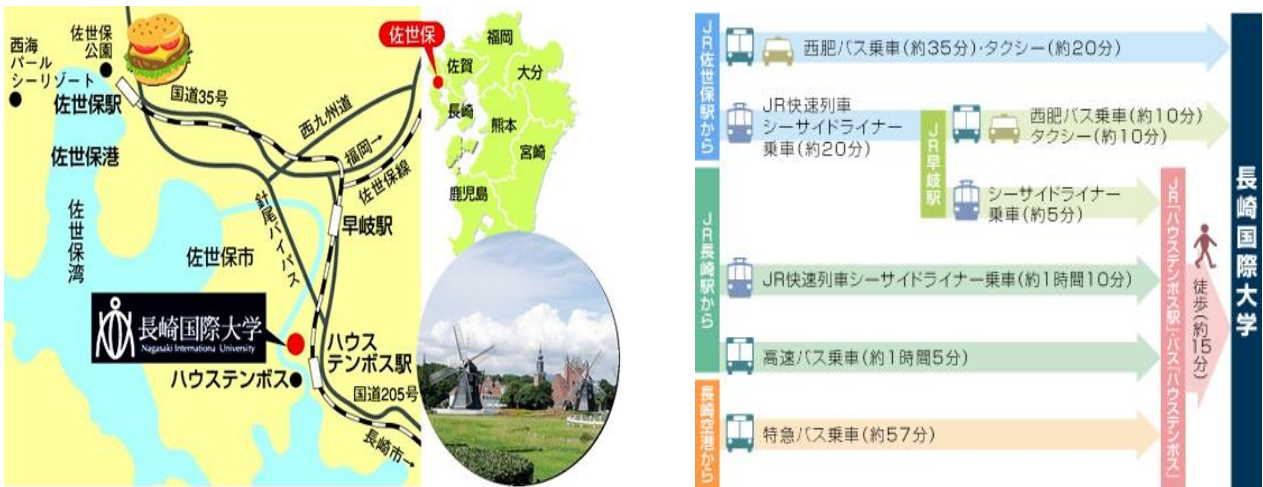 西海
パール
シーリゾート
佐世保
公園
佐世保駅
国道35号
佐世保港
西九州道
福岡→
佐世保線
佐世保湾
針尾バイパス
早岐駅
佐世保市
長崎国際大学
Nagasaki International University
ハウス
テンボス駅
ハウステンボス
国道205号
長崎市→
佐世保
福岡
佐賀
大分
長崎
熊本
宮崎
鹿児島
JR佐世保駅から
西肥バス乗車(約35分)・タクシー(約20分)
JR快速列車
シーサイドライナー
乗車(約20分)
JR早岐駅
西肥バス乗車(約10分)
タクシー(約10分)
シーサイドライナー
乗車(約5分)
JR長崎駅から
JR快速列車シーサイドライナー乗車(約1時間10分)
高速バス乗車(約1時間5分)
長崎空港から
特急バス乗車(約57分)
JR「ハウステンボス駅」・バス「ハウステンボス」
徒歩(約15分)
長崎国際大学